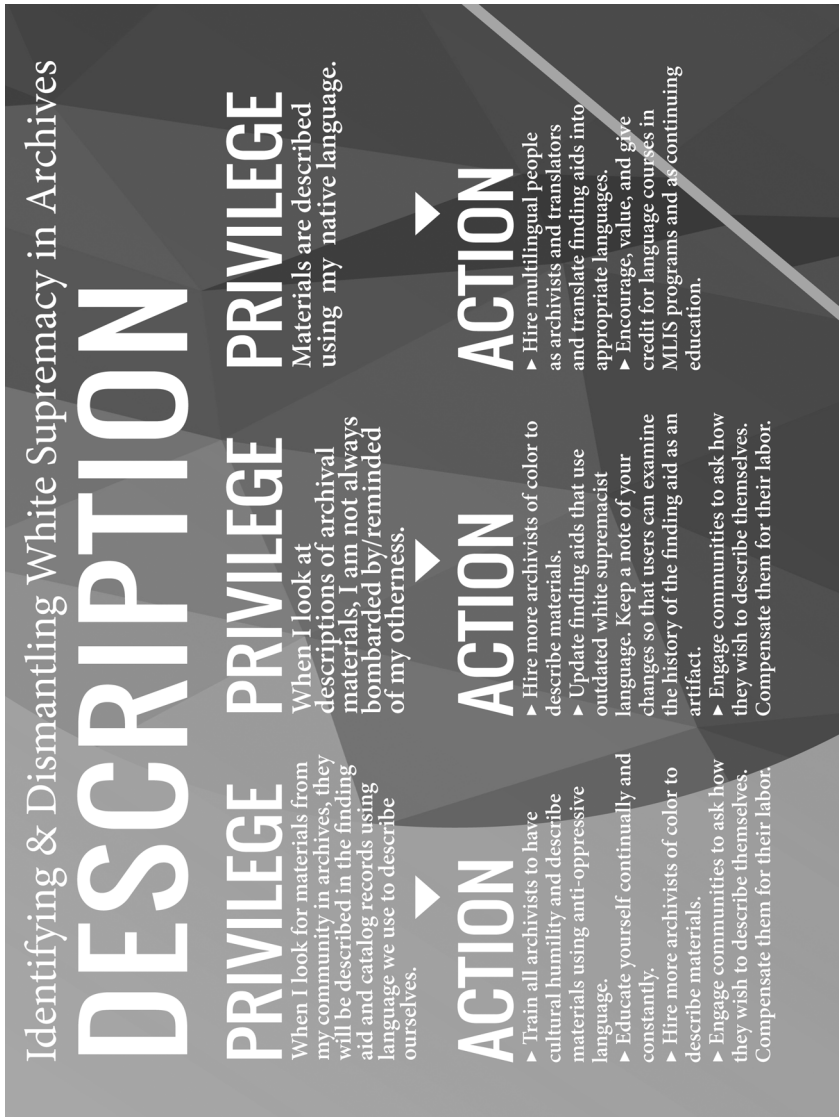 Identifying & Dismantling White Supremacy in Archives
DESCRIPTION
PRIVILEGE
When I look for materials from
my community in archives, they
will be described in the finding
aid and catalog records using
language we use to describe
ourselves.
ACTION
▸ Train all archivists to have
cultural humility and describe
materials using anti-oppressive
language.
▸ Educate yourself continually and
constantly.
▸ Hire more archivists of color to
describe materials.
▸ Engage communities to ask how
they wish to describe themselves.
Compensate them for their labor.
PRIVILEGE
When I look at
descriptions of archival
materials, I am not always
bombarded by/reminded
of my otherness.
ACTION
▸ Hire more archivists of color to
describe materials.
▸ Update finding aids that use
outdated white supremacist
language. Keep a note of your
changes so that users can examine
the history of the finding aid as an
artifact.
▸ Engage communities to ask how
they wish to describe themselves.
Compensate them for their labor.
PRIVILEGE
Materials are described
using my native language.
ACTION
▸ Hire multilingual people
as archivists and translators
and translate finding aids into
appropriate languages.
▸ Encourage, value, and give
credit for language courses in
MLIS programs and as continuing
education.